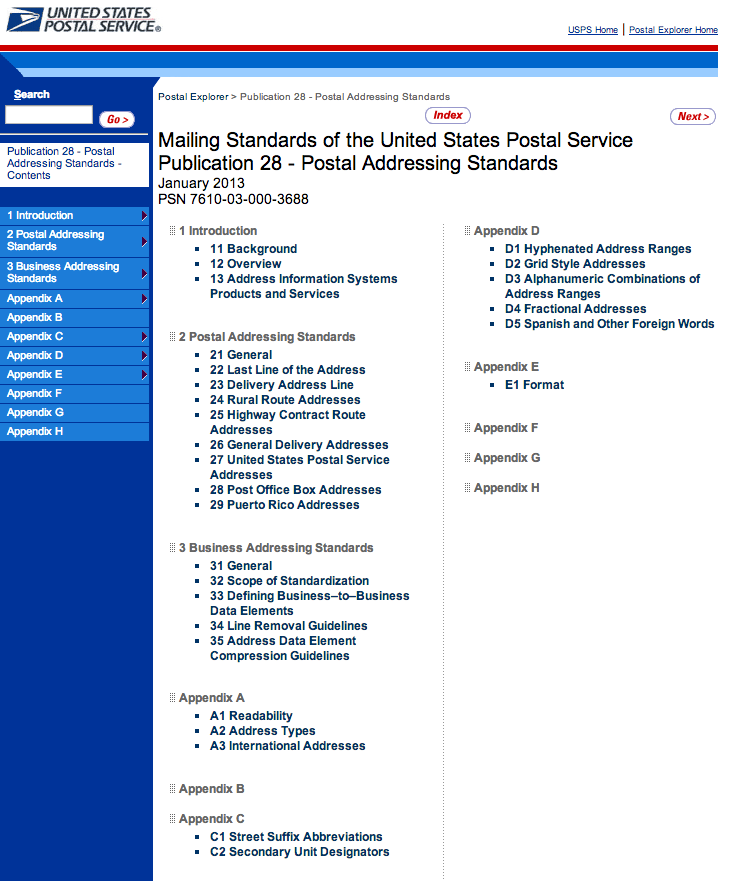 UNITED STATES
POSTAL SERVICE®
USPS Home | Postal Explorer Home
Search
Go >
Publication 28 - Postal
Addressing Standards -
Contents
1 Introduction
2 Postal Addressing
Standards
3 Business Addressing
Standards
Appendix A
Appendix B
Appendix C
Appendix D
Appendix E
Appendix F
Appendix G
Appendix H
Postal Explorer > Publication 28 - Postal Addressing Standards
Index
Next >
Mailing Standards of the United States Postal Service
Publication 28 - Postal Addressing Standards
January 2013
PSN 7610-03-000-3688
1 Introduction
11 Background
12 Overview
13 Address Information Systems
Products and Services
2 Postal Addressing Standards
21 General
22 Last Line of the Address
23 Delivery Address Line
24 Rural Route Addresses
25 Highway Contract Route
Addresses
26 General Delivery Addresses
27 United States Postal Service
Addresses
28 Post Office Box Addresses
29 Puerto Rico Addresses
3 Business Addressing Standards
31 General
32 Scope of Standardization
33 Defining Business–to–Business
Data Elements
34 Line Removal Guidelines
35 Address Data Element
Compression Guidelines
Appendix A
A1 Readability
A2 Address Types
A3 International Addresses
Appendix B
Appendix C
C1 Street Suffix Abbreviations
C2 Secondary Unit Designators
Appendix D
D1 Hyphenated Address Ranges
D2 Grid Style Addresses
D3 Alphanumeric Combinations of
Address Ranges
D4 Fractional Addresses
D5 Spanish and Other Foreign Words
Appendix E
E1 Format
Appendix F
Appendix G
Appendix H